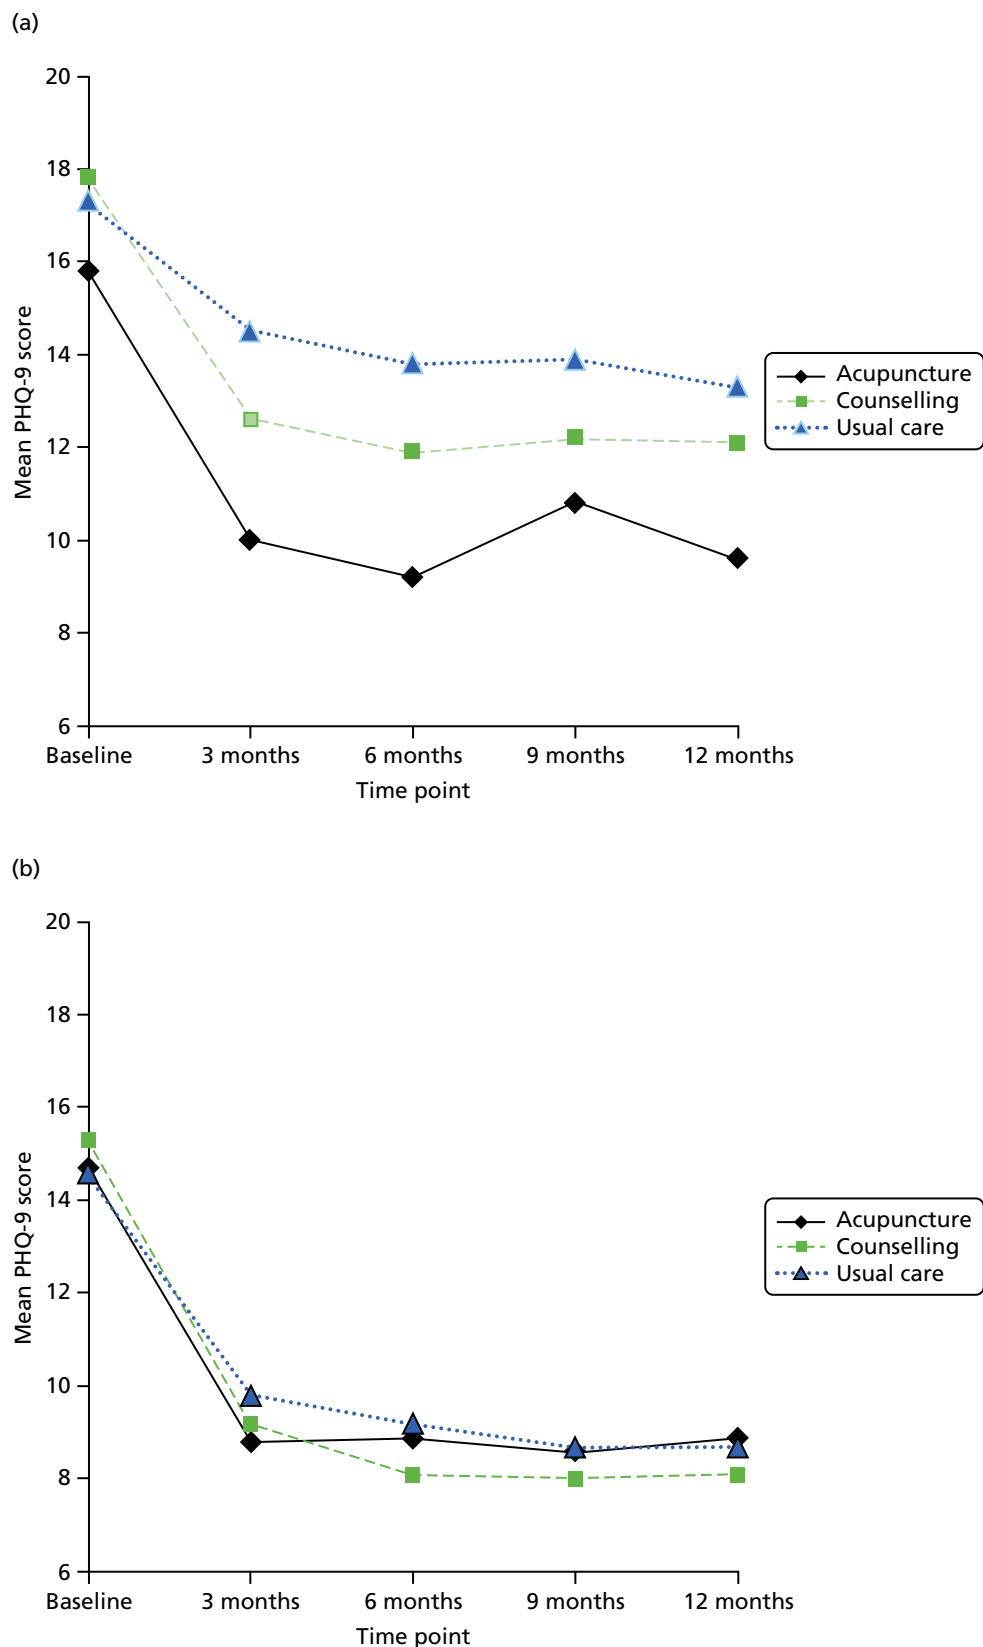 (a)
20
18
16
14
12
10
8
6
Mean PHQ-9 score
Baseline
3 months
6 months
9 months
12 months
Time point
Acupuncture
Counselling
Usual care
(b)
20
18
16
14
12
10
8
6
Mean PHQ-9 score
Baseline
3 months
6 months
9 months
12 months
Time point
Acupuncture
Counselling
Usual care